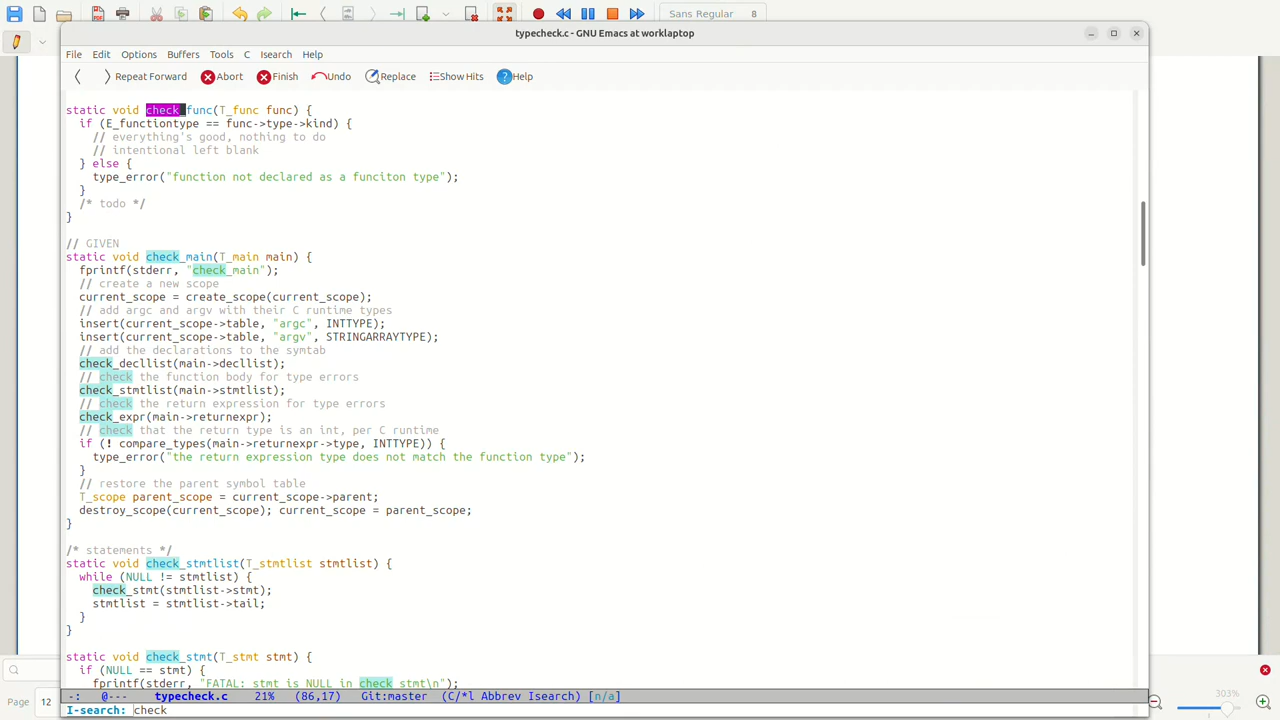 Sans Regular 8
typecheck.c - GNU Emacs at worklaptop
File Edit Options Buffers Tools C Isearch Help
Repeat Forward Abort Finish Undo Replace Show Hits Help
static void check_func(T_func func) {
if (E_functiontype == func->type->kind) {
// everything's good, nothing to do
// intentional left blank
} else {
type_error("function not declared as a funciton type");
}
/* todo */
}
// GIVEN
static void check_main(T_main main) {
fprintf(stderr, "check_main");
// create a new scope
current_scope = create_scope(current_scope);
// add argc and argv with their C runtime types
insert(current_scope->table, "argc", INTTYPE);
insert(current_scope->table, "argv", STRINGARRAYTYPE);
// add the declarations to the symtab
check_decllist(main->decllist);
// check the function body for type errors
check_stmtlist(main->stmtlist);
// check the return expression for type errors
check_expr(main->returnexpr);
// check that the return type is an int, per C runtime
if (! compare_types(main->returnexpr->type, INTTYPE)) {
type_error("the return expression type does not match the function type");
}
// restore the parent symbol table
T_scope parent_scope = current_scope->parent;
destroy_scope(current_scope); current_scope = parent_scope;
}
/* statements */
static void check_stmtlist(T_stmtlist stmtlist) {
while (NULL != stmtlist) {
check_stmt(stmtlist->stmt);
stmtlist = stmtlist->tail;
}
}
static void check_stmt(T_stmt stmt) {
if (NULL == stmt) {
fprintf(stderr, "FATAL: stmt is NULL in check_stmt\n");
-: @--- typecheck.c 21% (86,17) Git:master (C/*l Abbrev Isearch) [n/a]
I-search: check
Page 12
303%